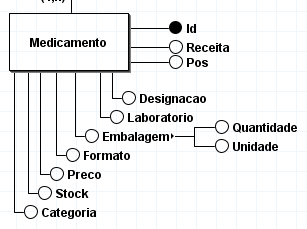 Medicamento
Id
Receita
Pos
Designacao
Laboratorio
Embalagem
Quantidade
Unidade
Formato
Preco
Stock
Categoria